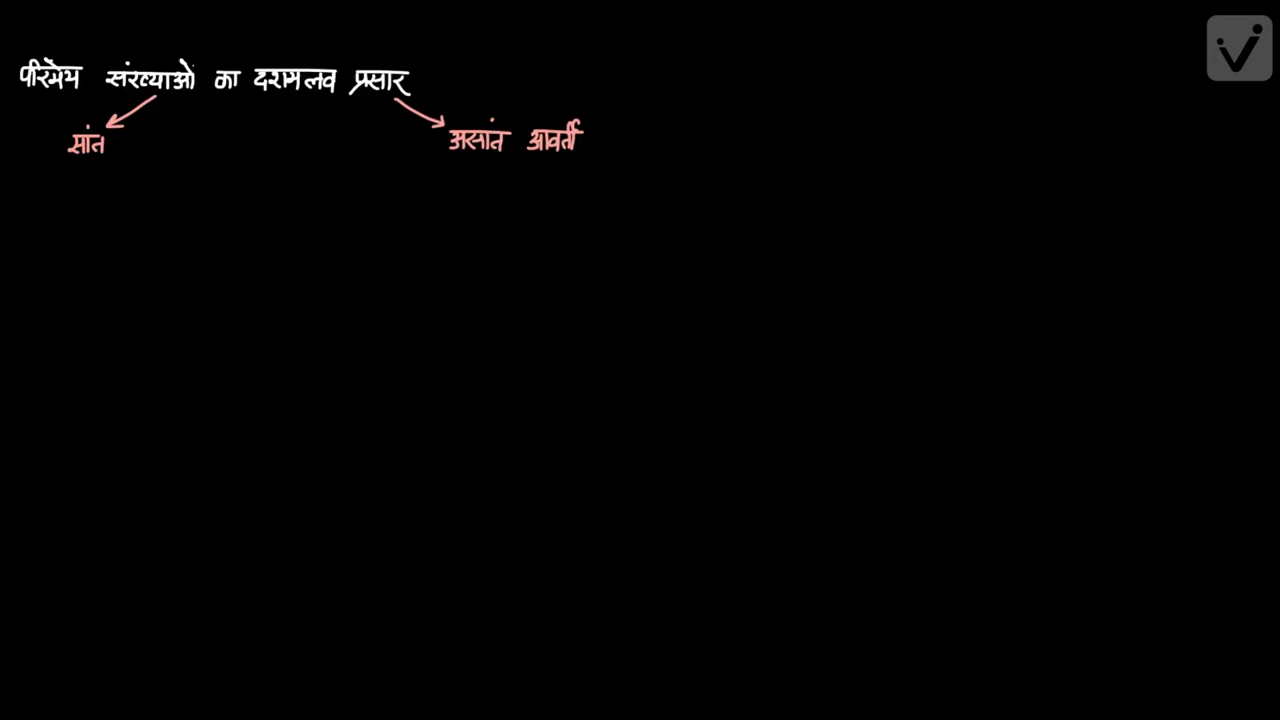 परिमेय संख्याओं का दशमलव प्रसार
सांत
असांत आवर्ती